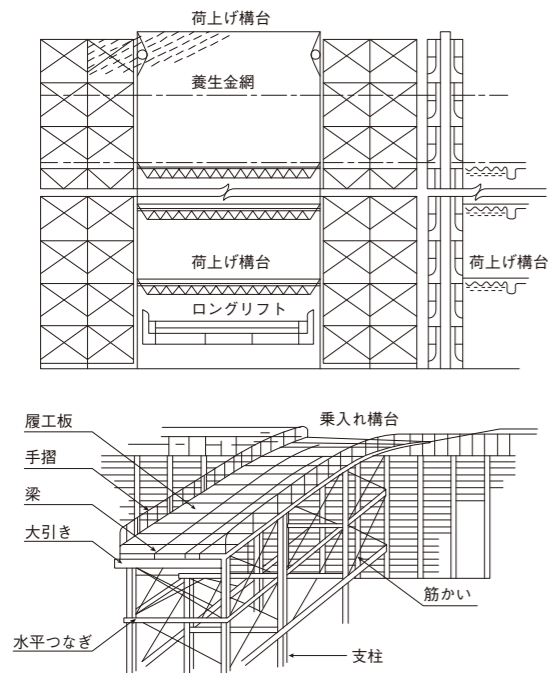 荷上げ構台
養生金網
荷上げ構台
荷上げ構台
ロングリフト
履工板
乗入れ構台
手摺
梁
大引き
筋かい
水平つなぎ
支柱